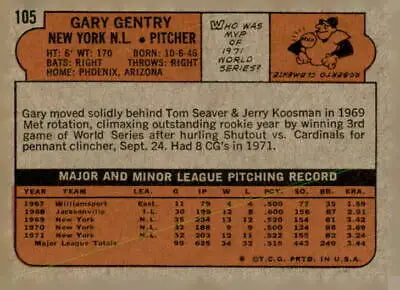 105
GARY GENTRY
NEW YORK N.L. • PITCHER
HT: 6' WT: 170 BORN: 10-6-46
BATS: RIGHT THROWS: RIGHT
HOME: PHOENIX, ARIZONA
WHO WAS
MVP
OF
1971
WORLD
SERIES?
ROBERTO CLEMENTE
Gary moved solidly behind Tom Seaver & Jerry Koosman in 1969
Met rotation, climaxing outstanding rookie year by winning 3rd
game of World Series after hurling Shutout vs. Cardinals for
pennant clincher, Sept. 24. Had 8 CG's in 1971.
MAJOR AND MINOR LEAGUE PITCHING RECORD
YEAR TEAM LEA. G IP W L PCT. SO BB ERA
1967 Williamsport E.L. 11 79 4 4 .500 77 35 1.59
1968 Jacksonville I.L. 30 198 12 8 .600 156 87 2.91
1969 New York N.L. 35 234 13 12 .520 154 81 3.42
1970 New York N.L. 32 188 9 9 .500 134 86
1971 New York N.L. 32 203 12 11 .522 155 82 3.24
Major League Totals 99 625 34 32 .515 443 3.44
* © T.C.G. PRTD. IN U.S.A.